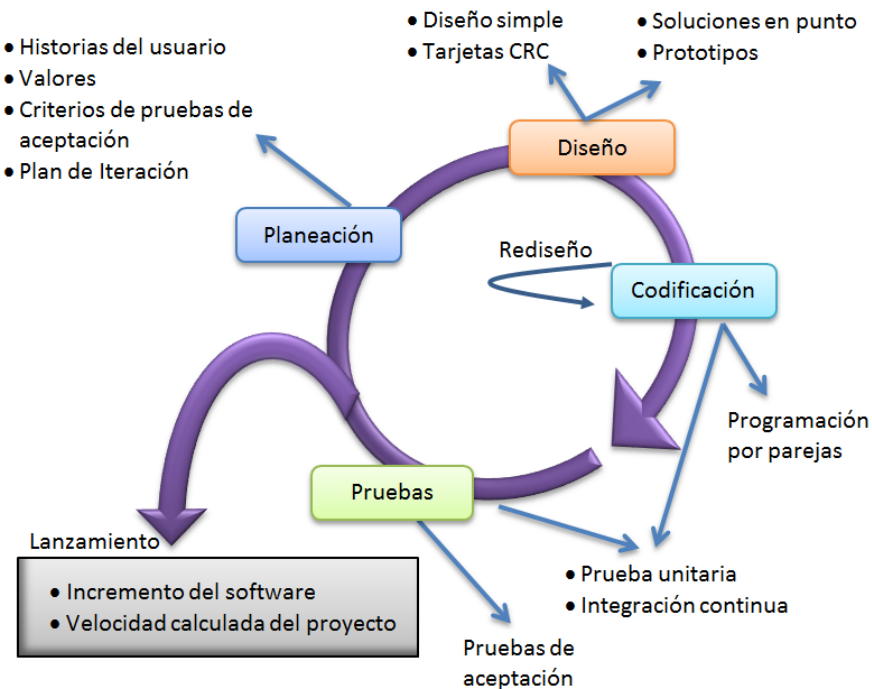 • Historias del usuario
• Valores
• Criterios de pruebas de
aceptación
• Plan de Iteración
• Diseño simple
• Tarjetas CRC
• Soluciones en punto
• Prototipos
Diseño
Planeación
Rediseño
Codificación
Programación
por parejas
Pruebas
Lanzamiento
• Incremento del software
• Velocidad calculada del proyecto
• Prueba unitaria
• Integración continua
Pruebas de
aceptación